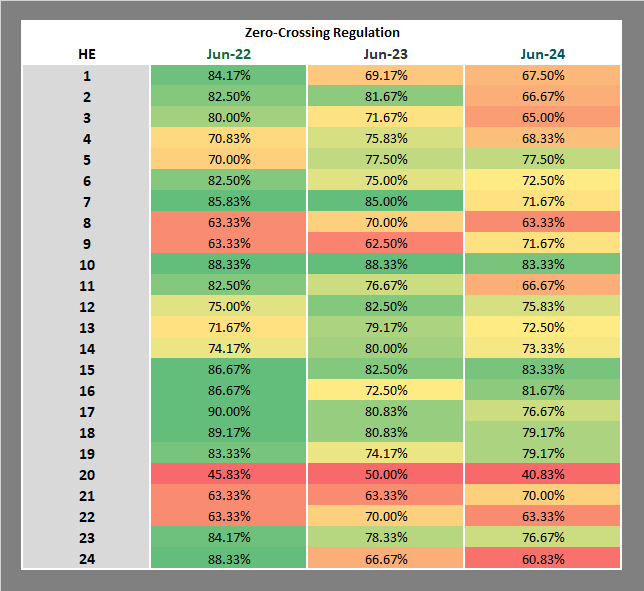 Zero-Crossing Regulation
HE Jun-22 Jun-23 Jun-24
1 84.17% 69.17% 67.50%
2 82.50% 81.67% 66.67%
3 80.00% 71.67% 65.00%
4 70.83% 75.83% 68.33%
5 70.00% 77.50% 77.50%
6 82.50% 75.00% 72.50%
7 85.83% 85.00% 71.67%
8 63.33% 70.00% 63.33%
9 63.33% 62.50% 71.67%
10 88.33% 88.33% 83.33%
11 82.50% 76.67% 66.67%
12 75.00% 82.50% 75.83%
13 71.67% 79.17% 72.50%
14 74.17% 80.00% 73.33%
15 86.67% 82.50% 83.33%
16 86.67% 72.50% 81.67%
17 90.00% 80.83% 76.67%
18 89.17% 80.83% 79.17%
19 83.33% 74.17% 79.17%
20 45.83% 50.00% 40.83%
21 63.33% 63.33% 70.00%
22 63.33% 70.00% 63.33%
23 84.17% 78.33% 76.67%
24 88.33% 66.67% 60.83%